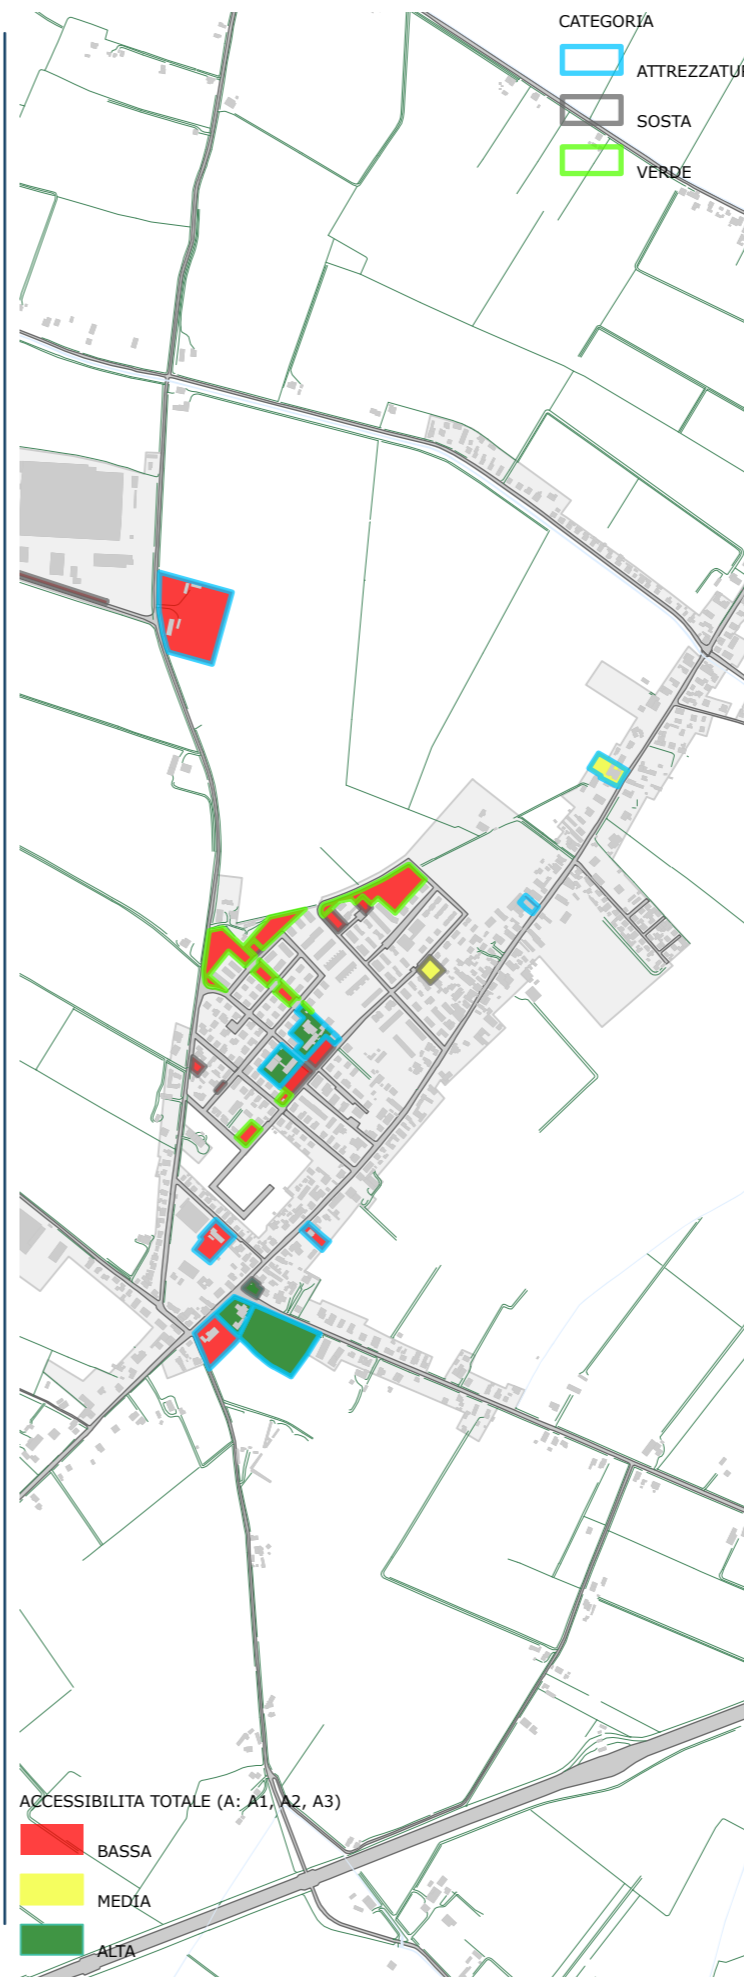 CATEGORIA
SOSTA
VERDE
ACCESSIBILITA TOTALE (A: A1, A2, A3)
BASSA
MEDIA
ALTA